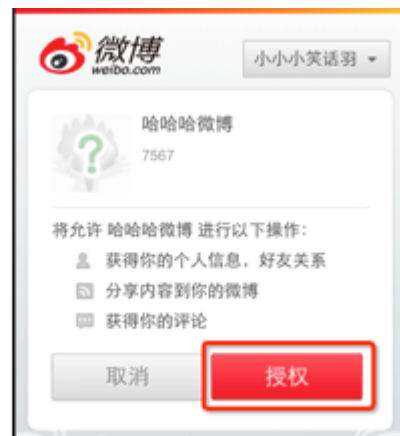 微博
weibo.com
小小小笑话羽
哈哈哈微博
7567
将允许 哈哈哈微博 进行以下操作:
获得你的个人信息，好友关系
分享内容到你的微博
获得你的评论
取消
授权